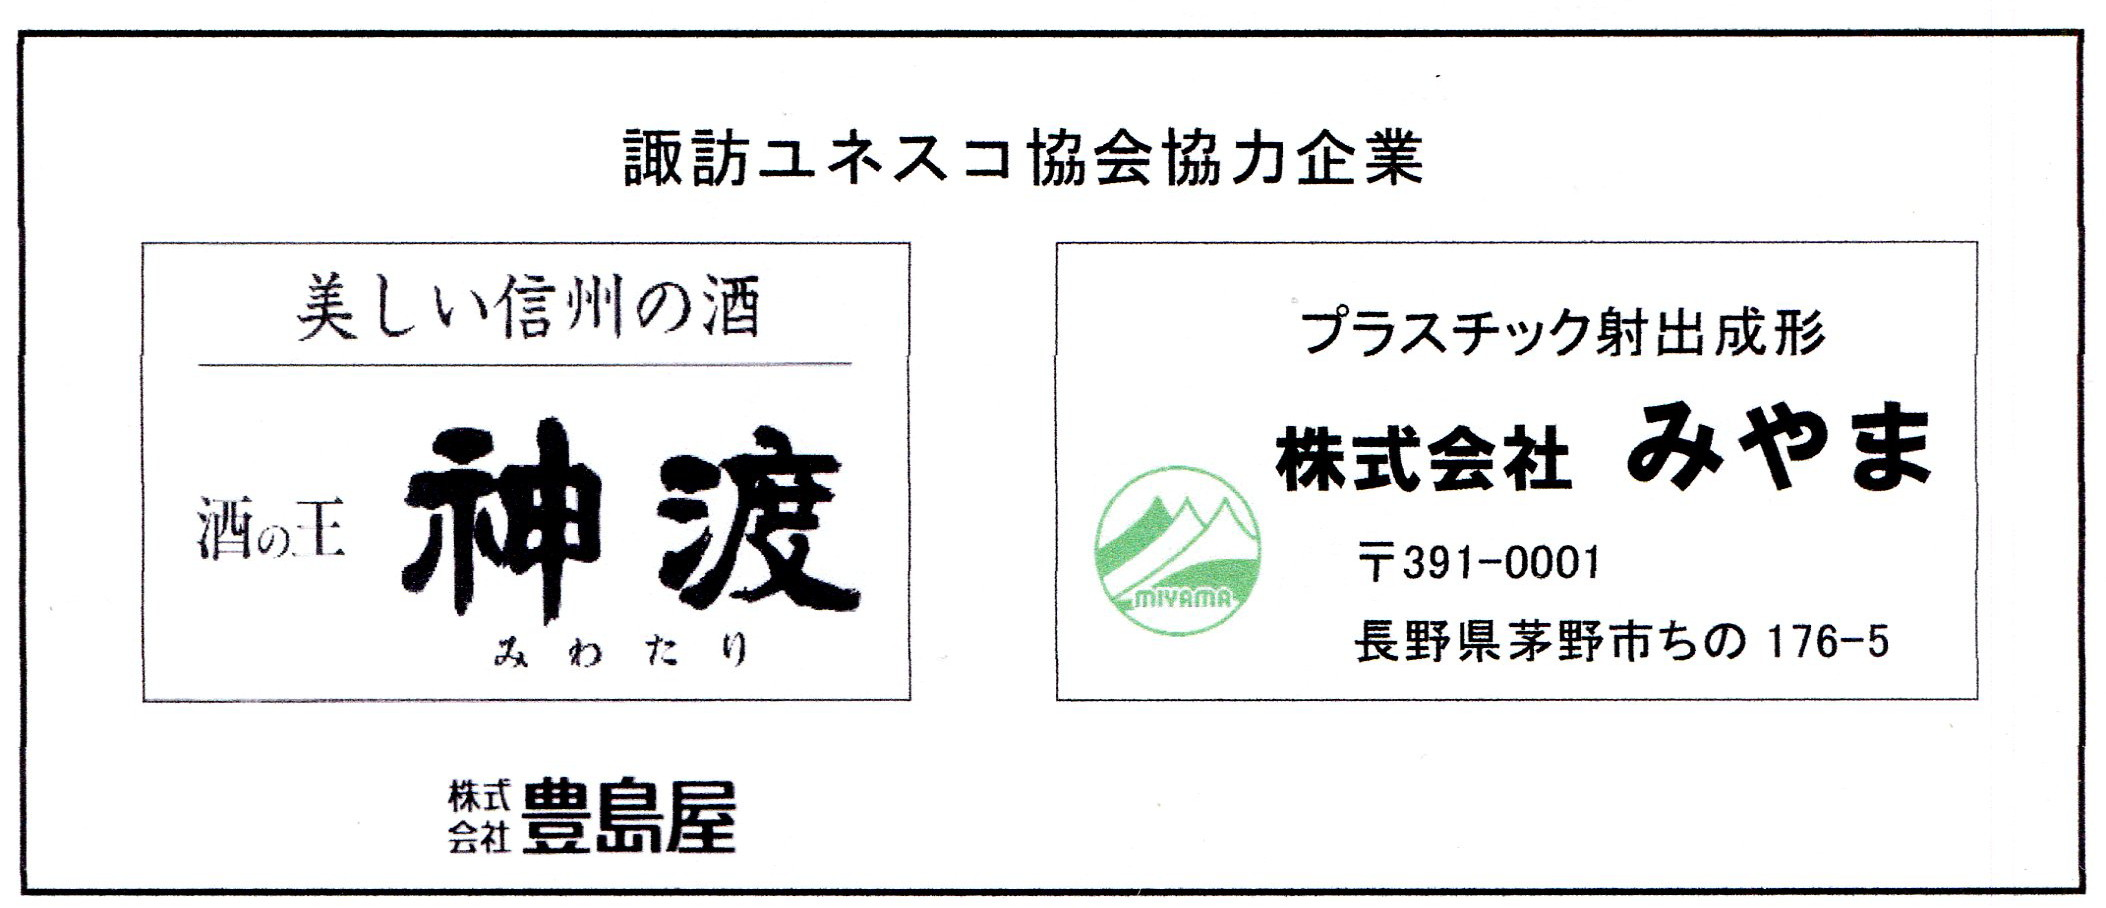 諏訪ユネスコ協会協力企業
美しい信州の酒
酒の王 神渡
みわたり
株式会社 豊島屋
プラスチック射出成形
株式会社 みやま
MIYAMA
〒391-0001
長野県茅野市ちの 176-5